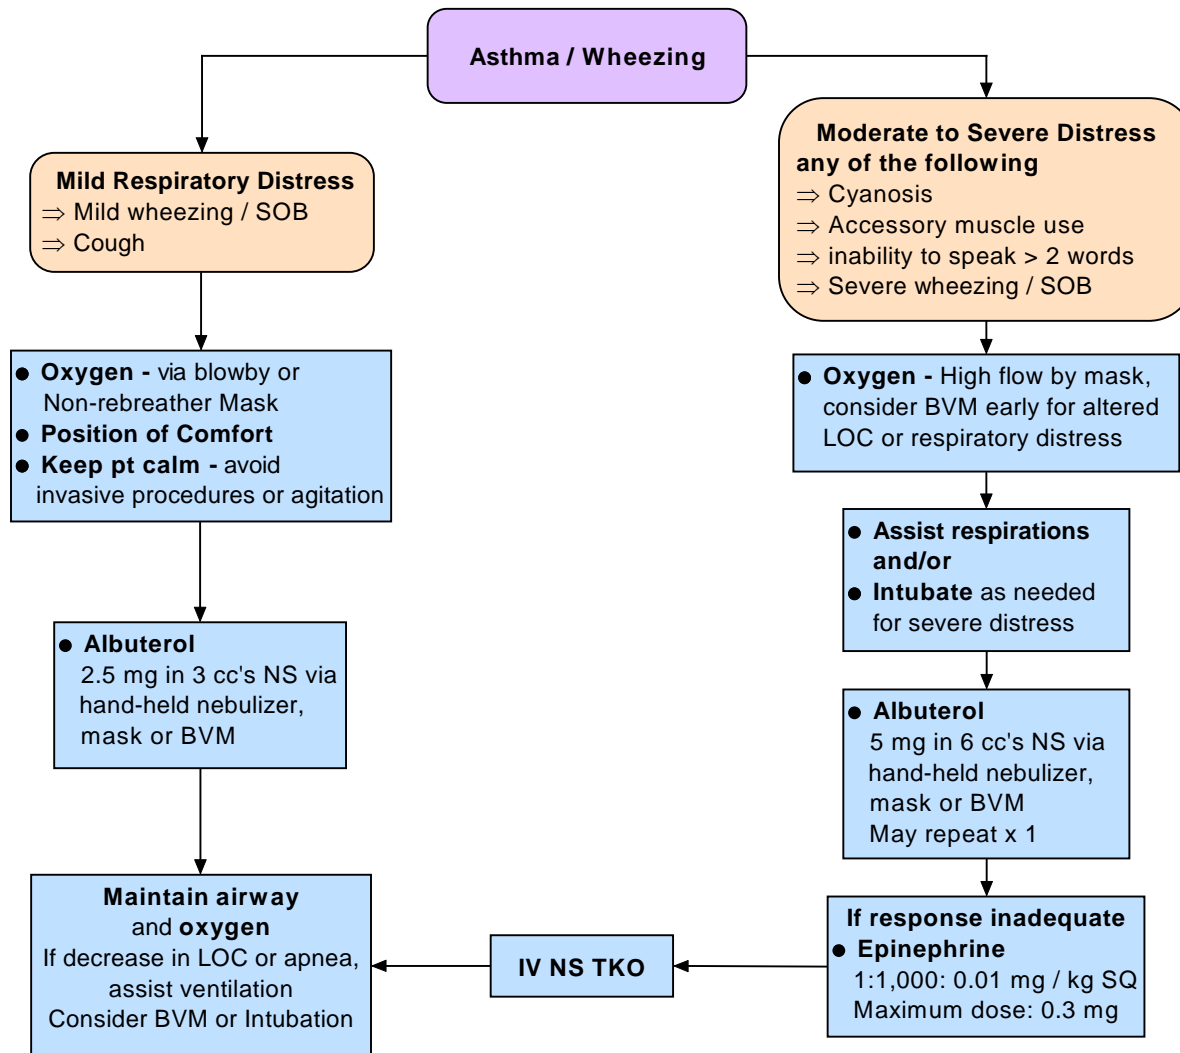 Asthma / Wheezing
Mild Respiratory Distress
⇒ Mild wheezing / SOB
⇒ Cough
● Oxygen - via blowby or
Non-rebreather Mask
● Position of Comfort
● Keep pt calm - avoid
invasive procedures or agitation
● Albuterol
2.5 mg in 3 cc's NS via
hand-held nebulizer,
mask or BVM
Maintain airway
and oxygen
If decrease in LOC or apnea,
assist ventilation
Consider BVM or Intubation
Moderate to Severe Distress
any of the following
⇒ Cyanosis
⇒ Accessory muscle use
⇒ inability to speak > 2 words
⇒ Severe wheezing / SOB
● Oxygen - High flow by mask,
consider BVM early for altered
LOC or respiratory distress
● Assist respirations
and/or
● Intubate as needed
for severe distress
● Albuterol
5 mg in 6 cc's NS via
hand-held nebulizer,
mask or BVM
May repeat x 1
If response inadequate
● Epinephrine
1:1,000: 0.01 mg / kg SQ
Maximum dose: 0.3 mg
IV NS TKO